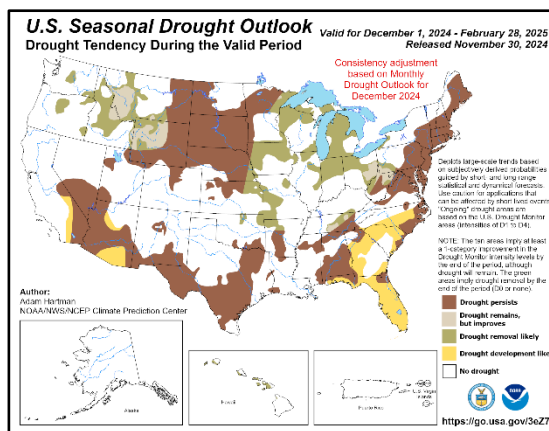 U.S. Seasonal Drought Outlook
Drought Tendency During the Valid Period
Valid for December 1, 2024 - February 28, 2025
Released November 30, 2024
Consistency adjustment
based on Monthly
Drought Outlook for
December 2024
Depicts large-scale trends based
on subjectively derived probabilities
guided by short- and long-range
statistical and dynamical forecasts.
Use caution for applications that
can be affected by short lived events.
"Ongoing" drought areas are
based on the U.S. Drought Monitor
areas (intensities of D1 to D4).
NOTE: The tan areas imply at least
a 1-category improvement in the
Drought Monitor intensity levels by
the end of the period, although
drought will remain. The green
areas imply drought removal by the
end of the period (D0 or none).
Author:
Adam Hartman
NOAA/NWS/NCEP Climate Prediction Center
Drought persists
Drought remains,
but improves
Drought removal likely
Drought development like
No drought
Alaska
Hawaii
Puerto Rico
U.S. Virgin
Islands
https://go.usa.gov/3eZ7